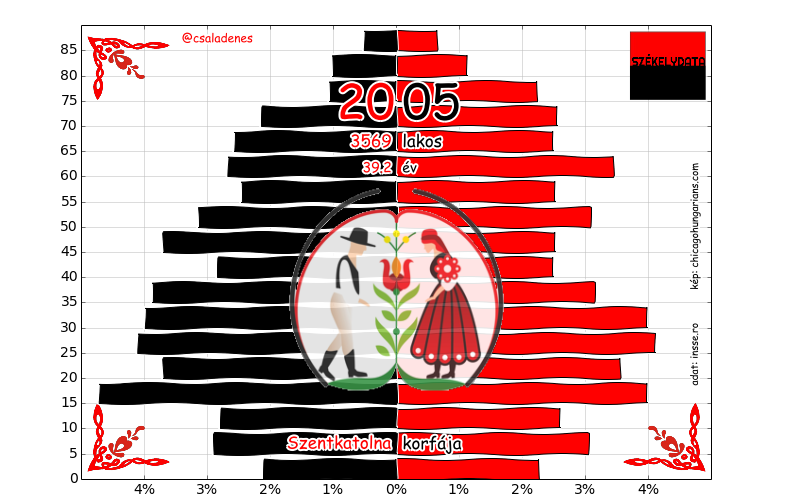 @csaladenes
SZÉKELYDATA
2005
3569 lakos
39.2 év
kép: chicagohungarians.com
adat: insse.ro
Szentkatolna korfája
85
80
75
70
65
60
55
50
45
40
35
30
25
20
15
10
5
0
4% 3% 2% 1% 0% 1% 2% 3% 4%